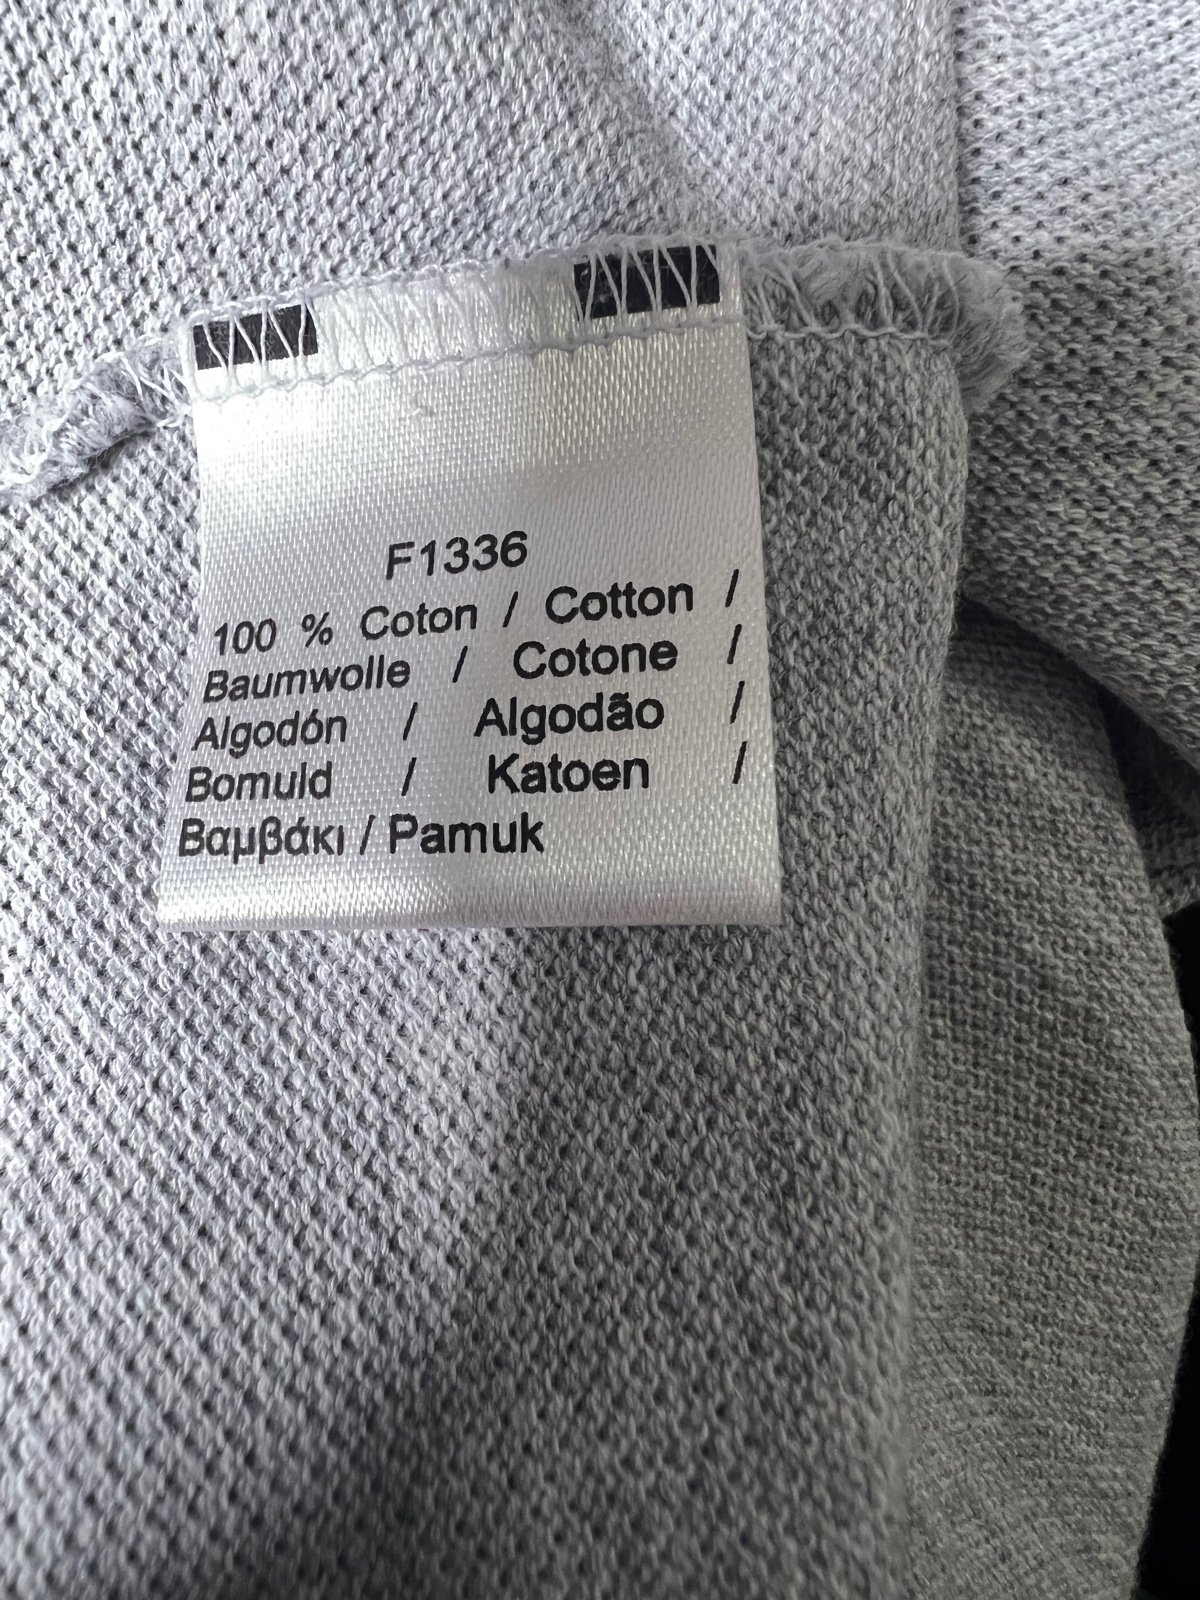 F1336
100 % Coton / Cotton /
Baumwolle / Cotone /
Algodón / Algodão /
Bomuld / Katoen /
Βαμβάκι / Pamuk